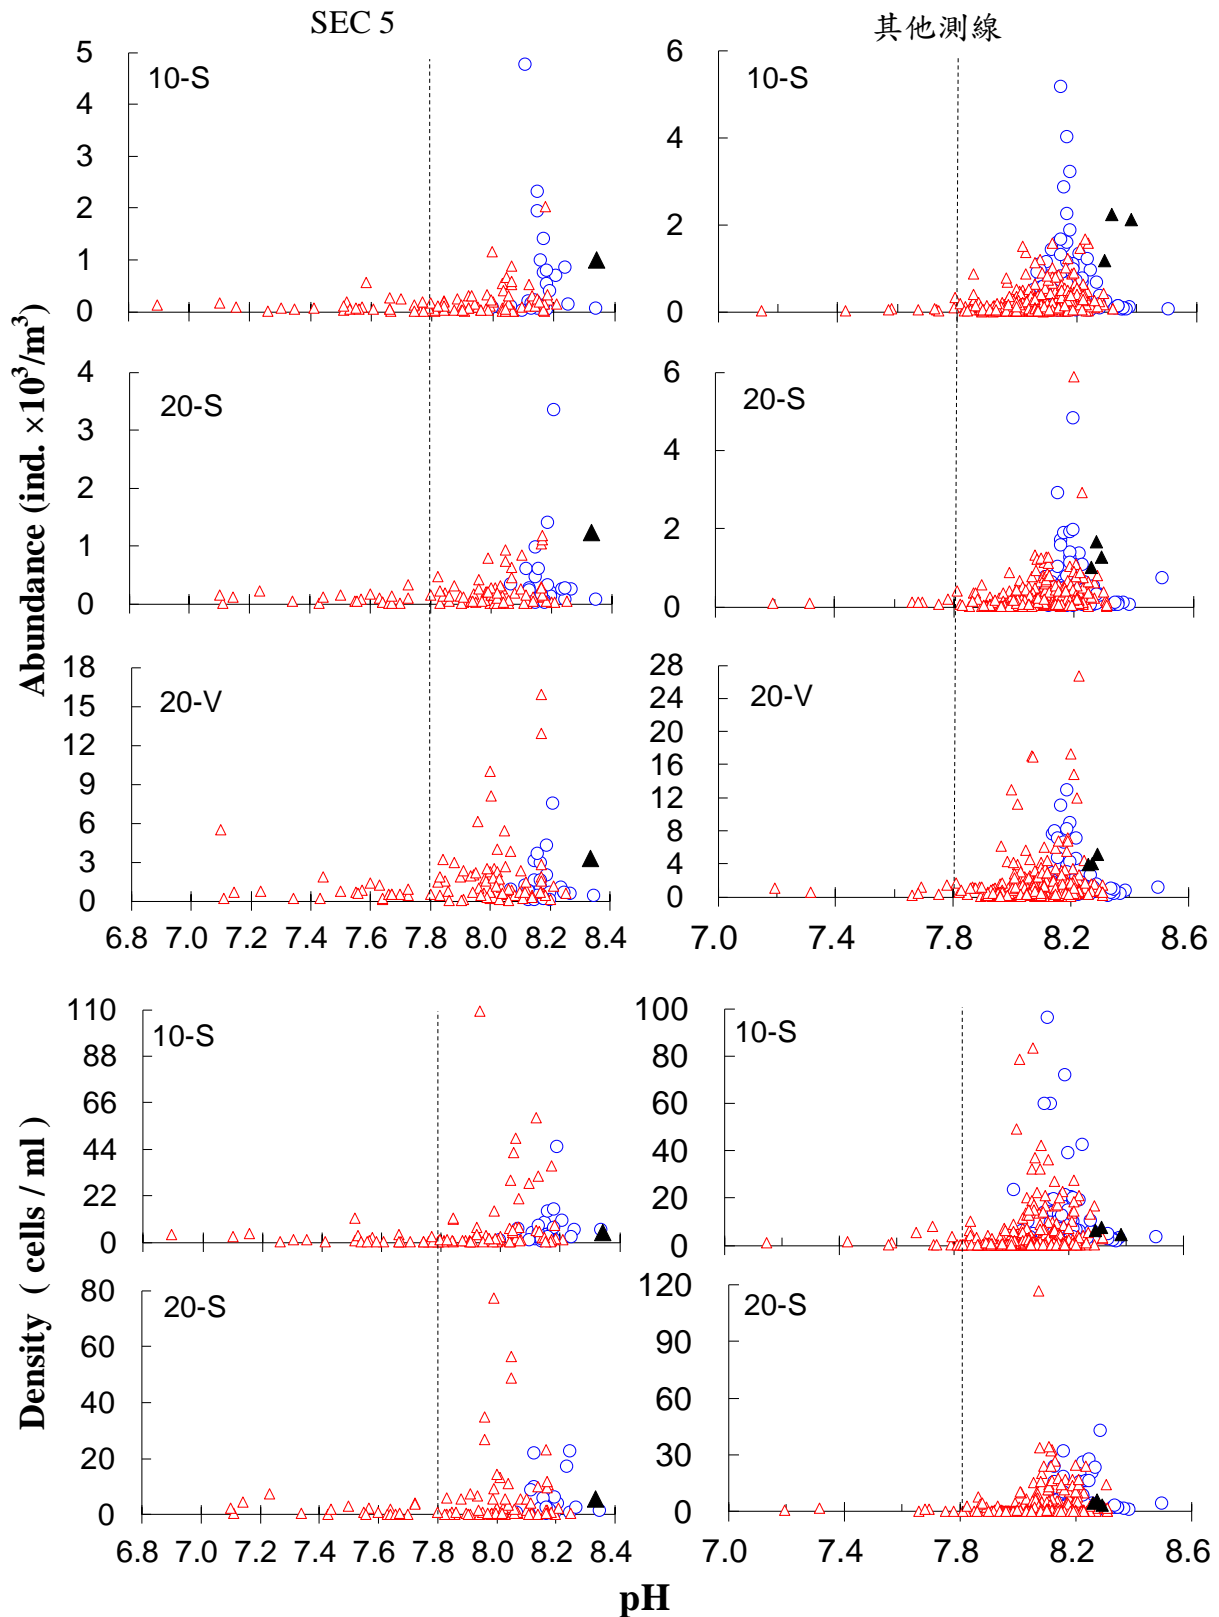 SEC 5
其他測線
5
4
3
2
1
0
10-S
6
4
2
0
10-S
4
3
2
1
0
20-S
6
4
2
0
20-S
18
15
12
9
6
3
0
20-V
6.8 7.0 7.2 7.4 7.6 7.8 8.0 8.2 8.4
28
24
20
16
12
8
4
0
20-V
7.0 7.4 7.8 8.2 8.6
Abundance (ind. ×10³/m³)
110
88
66
44
22
0
10-S
100
80
60
40
20
0
10-S
80
60
40
20
0
20-S
6.8 7.0 7.2 7.4 7.6 7.8 8.0 8.2 8.4
120
90
60
30
0
20-S
7.0 7.4 7.8 8.2 8.6
Density ( cells / ml )
pH